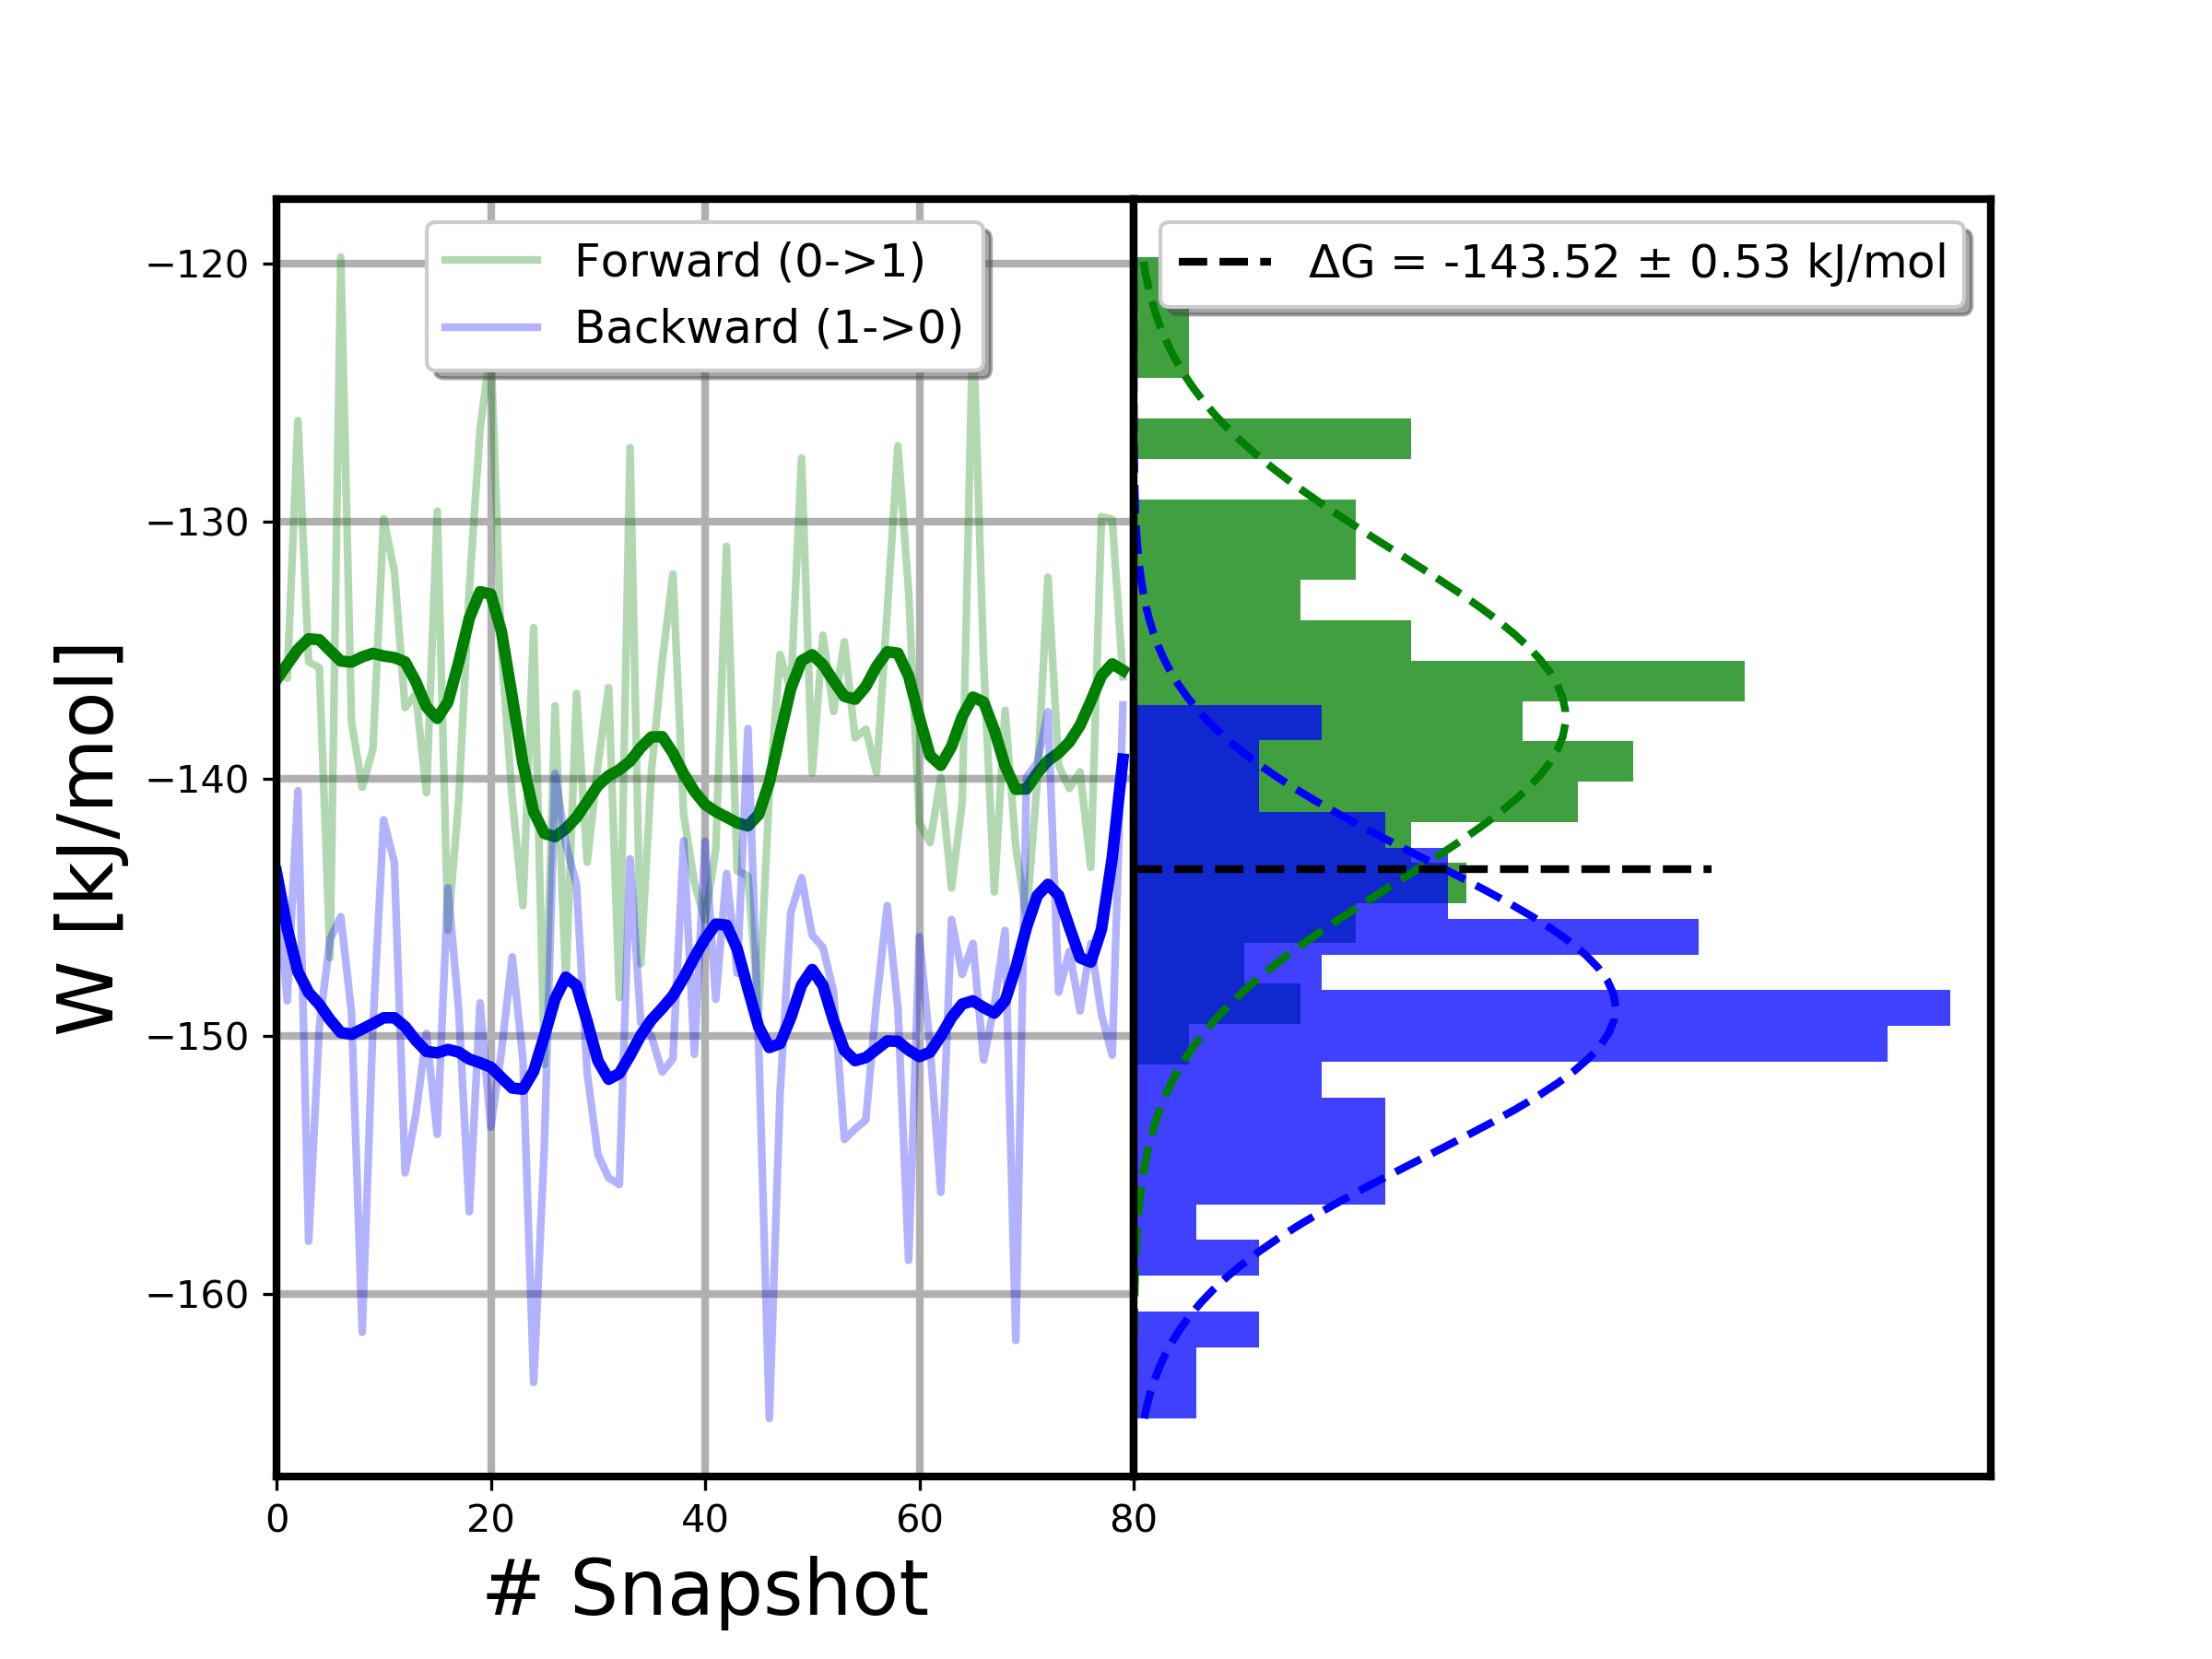 Forward (0->1)
Backward (1->0)
ΔG = -143.52 ± 0.53 kJ/mol
W [kJ/mol]
−120
−130
−140
−150
−160
0 20 40 60 80
# Snapshot